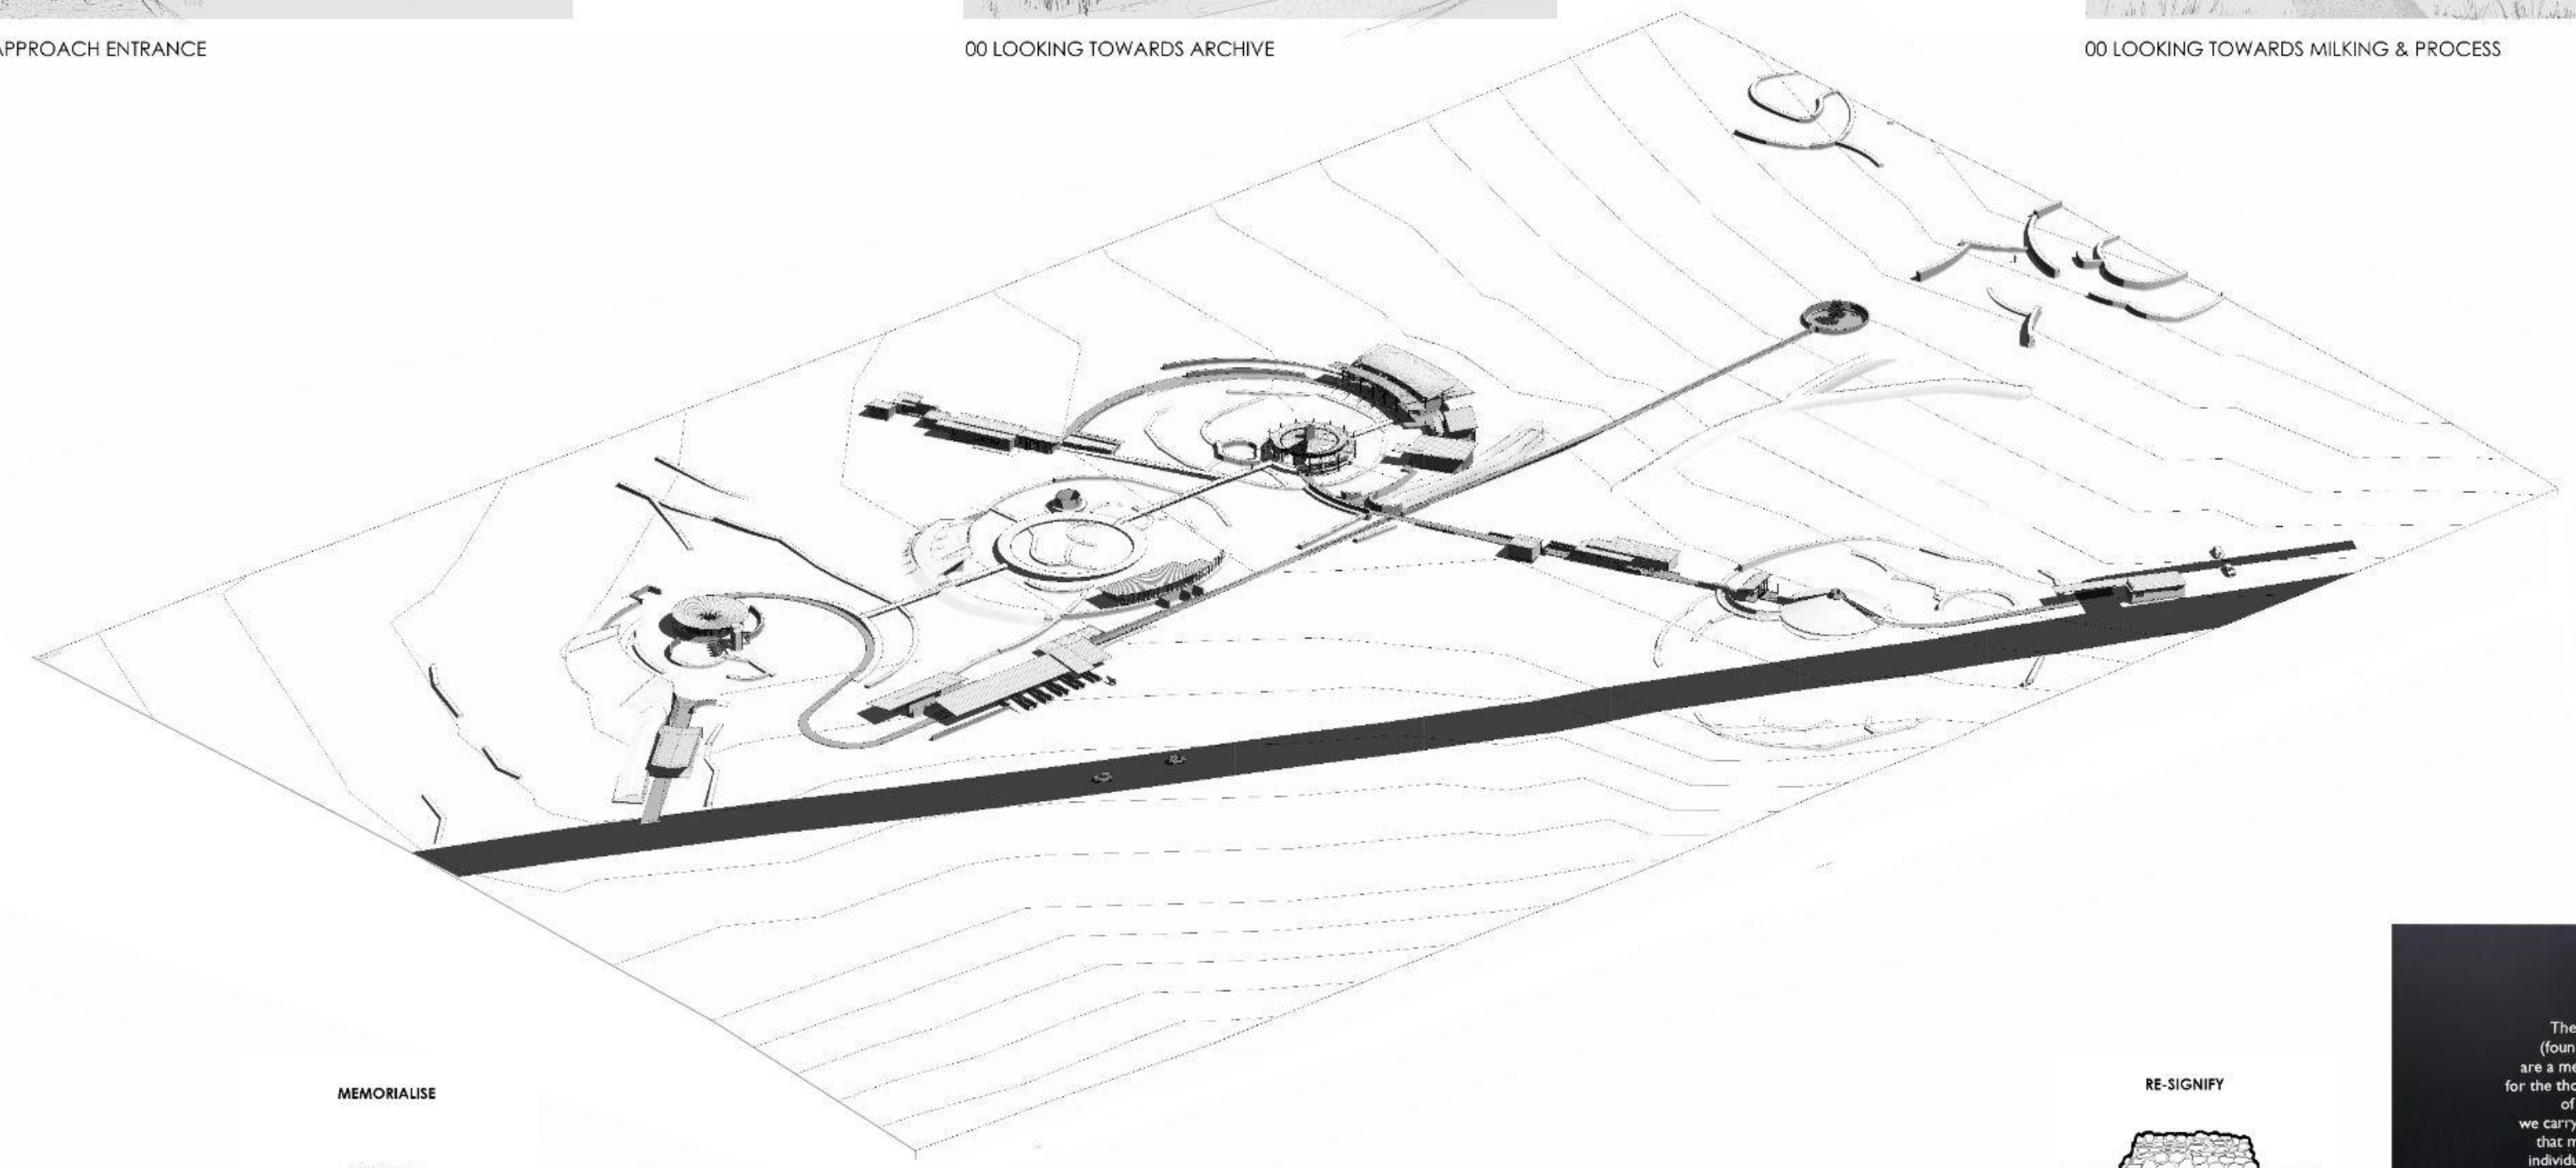 APPROACH ENTRANCE
00 LOOKING TOWARDS ARCHIVE
00 LOOKING TOWARDS MILKING & PROCESS
MEMORIALISE
RE-SIGNIFY
The
(foun
are a me
for the tho
of
we carry
that m
individu